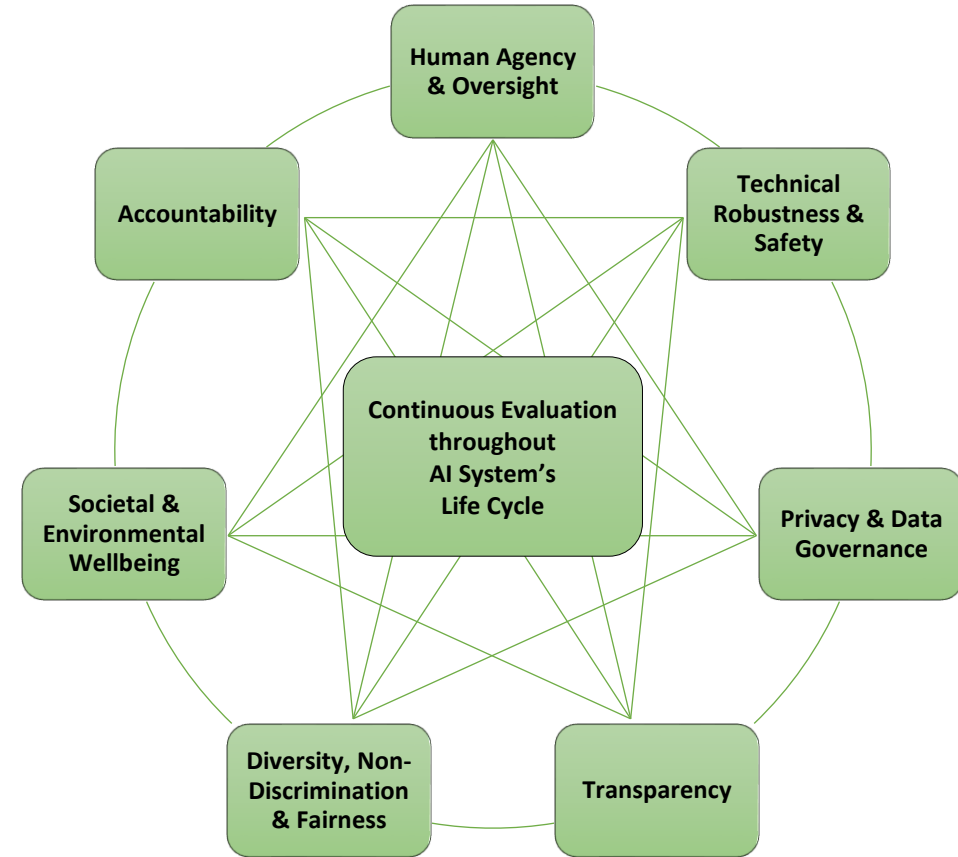 Human Agency
& Oversight
Technical
Robustness &
Safety
Privacy & Data
Governance
Transparency
Diversity, Non-
Discrimination
& Fairness
Societal &
Environmental
Wellbeing
Accountability
Continuous Evaluation
throughout
AI System’s
Life Cycle